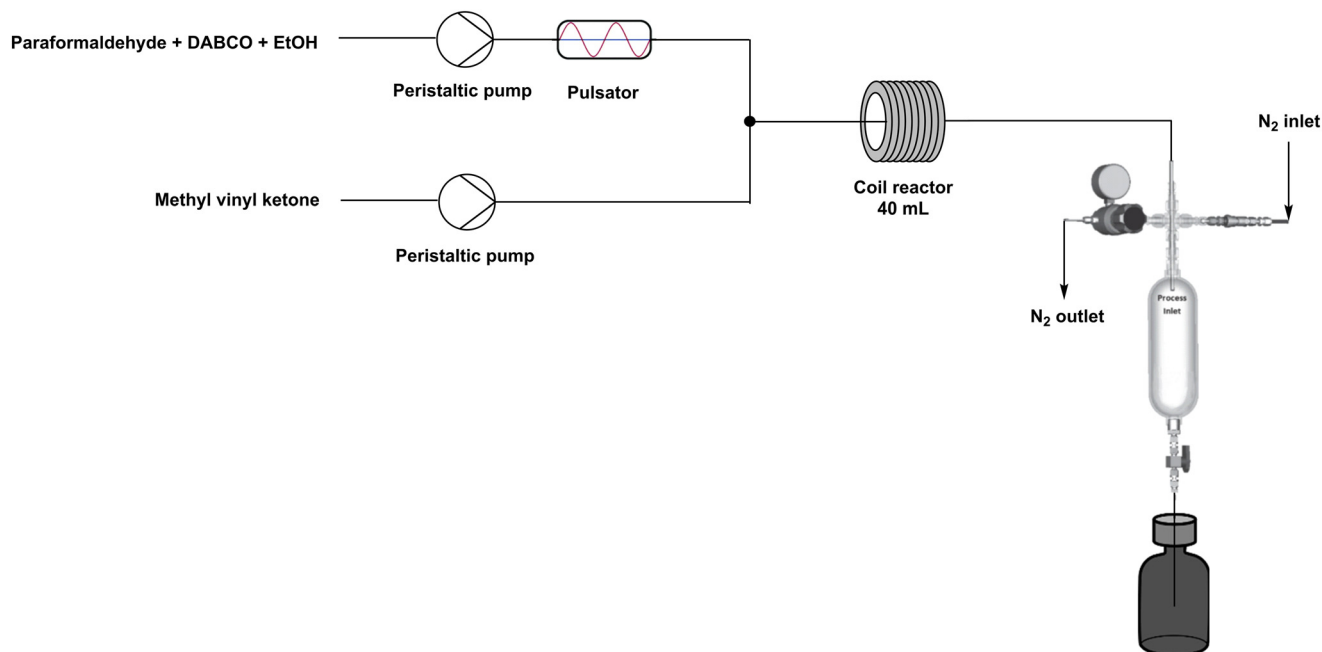 Paraformaldehyde + DABCO + EtOH
Peristaltic pump
Pulsator
Methyl vinyl ketone
Peristaltic pump
Coil reactor
40 mL
N2 inlet
N2 outlet
Process
Inlet